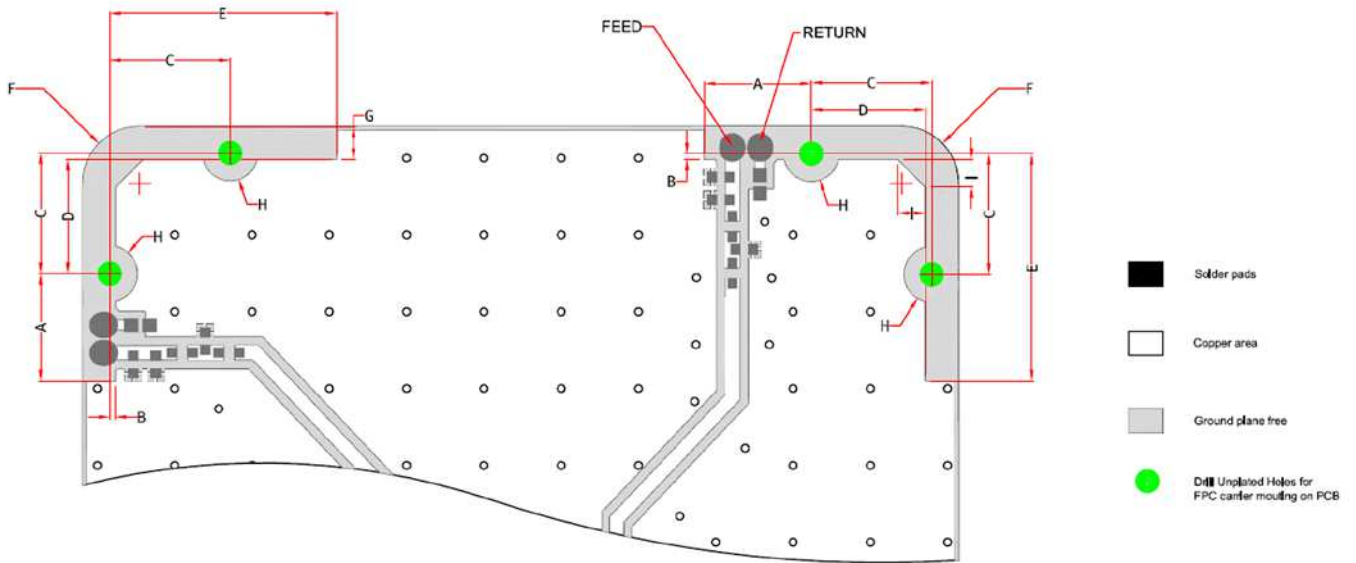 E
FEED
RETURN
C
A
C
F
D
F
G
B
I
C
D
H
H
I
C
H
A
E
H
B
Solder pads
Copper area
Ground plane free
Drill Unplated Holes for
FPC carrier mouting on PCB